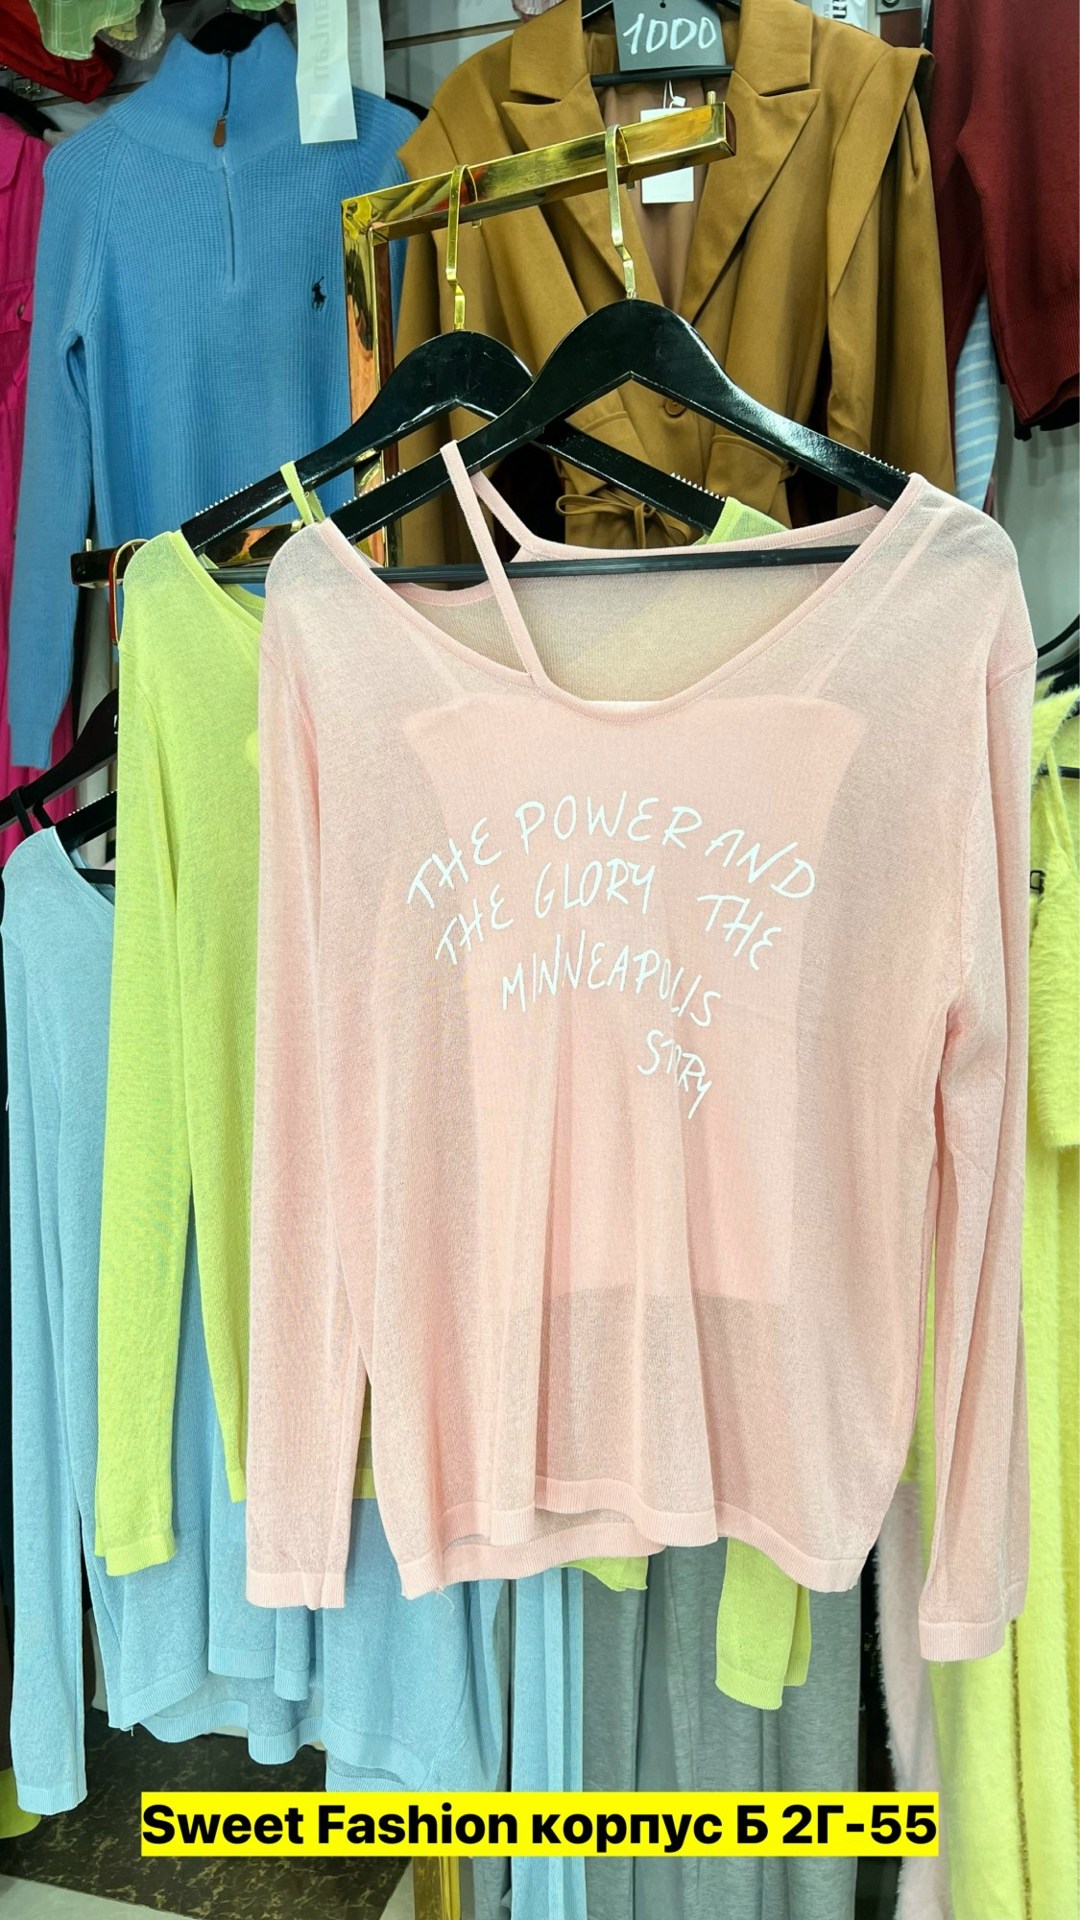 1000
THE POWER AND
THE GLORY THE
MINNEAPOLIS
STORY
Sweet Fashion корпус Б 2Г-55